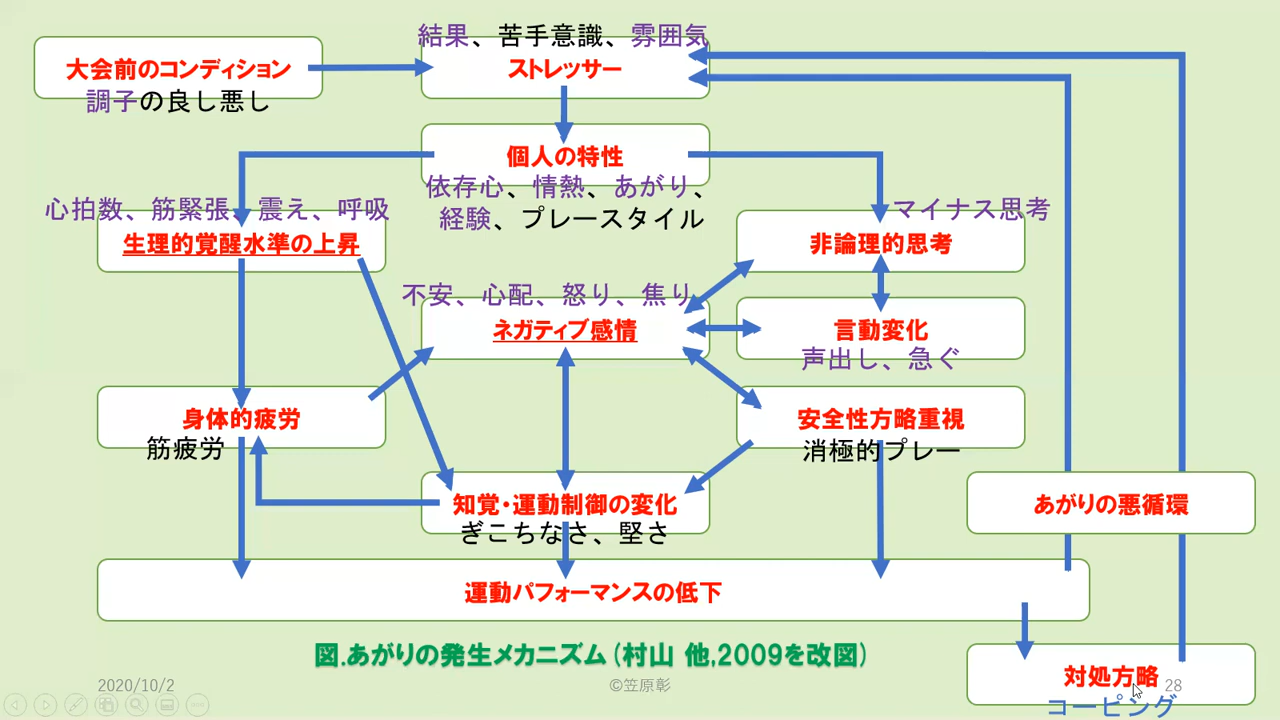 結果、苦手意識、雰囲気
大会前のコンディション
ストレッサー
調子の良し悪し
個人の特性
依存心、情熱、あがり、
経験、プレースタイル
心拍数、筋緊張、震え、呼吸
マイナス思考
生理的覚醒水準の上昇
非論理的思考
不安、心配、怒り、焦り
ネガティブ感情
言動変化
声出し、急ぐ
身体的疲労
筋疲労
安全性方略重視
消極的プレー
知覚・運動制御の変化
ぎこちなさ、堅さ
あがりの悪循環
運動パフォーマンスの低下
図.あがりの発生メカニズム(村山 他,2009を改図)
対処方略
コーピング
2020/10/2
©笠原彰
28